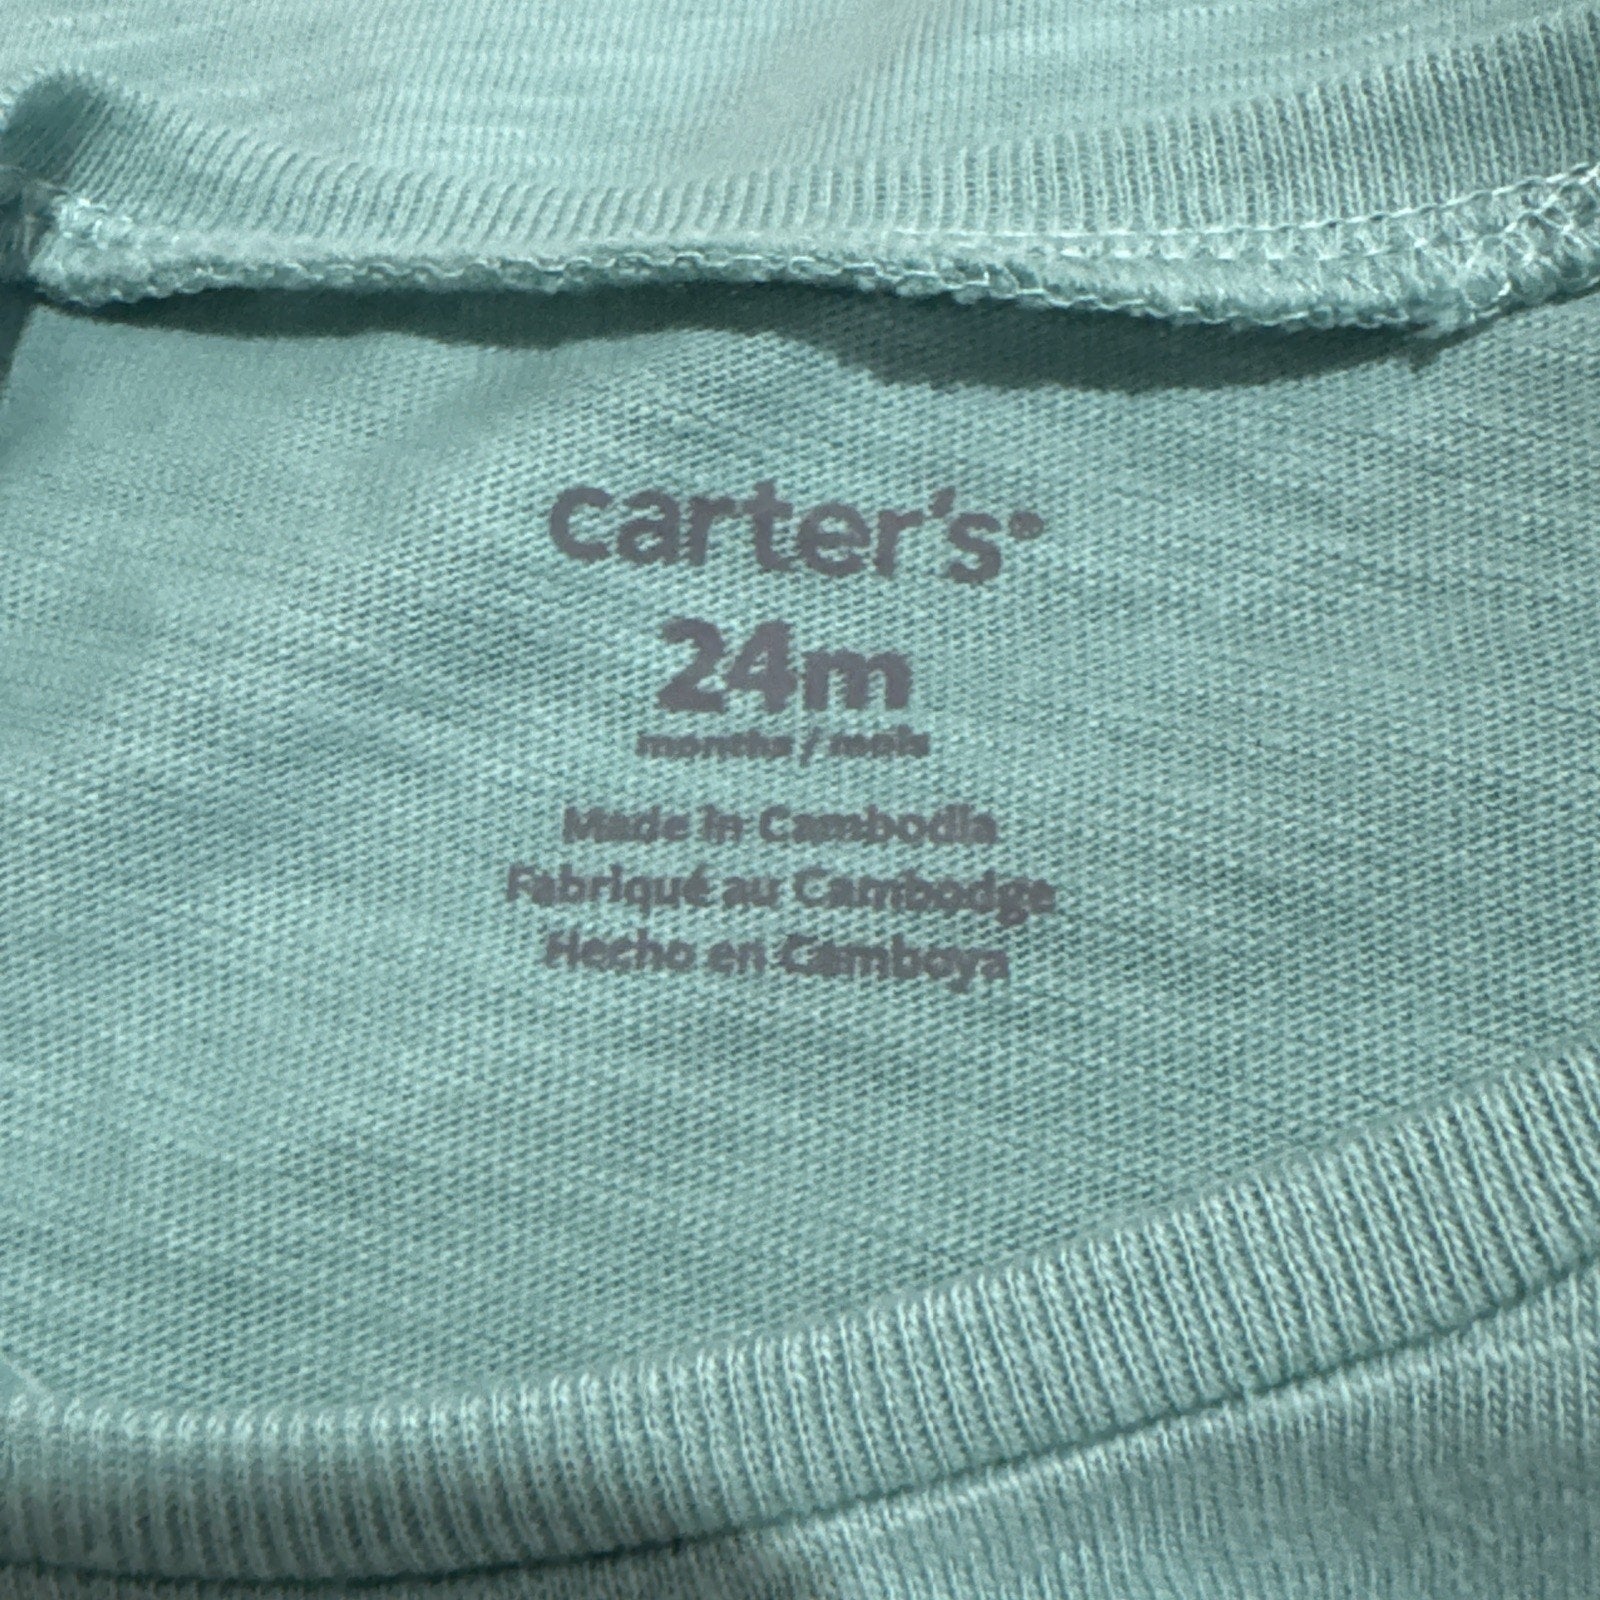 carter's®
24m
months / mois
Made in Cambodia
Fabriqué au Cambodge
Hecho en Camboya